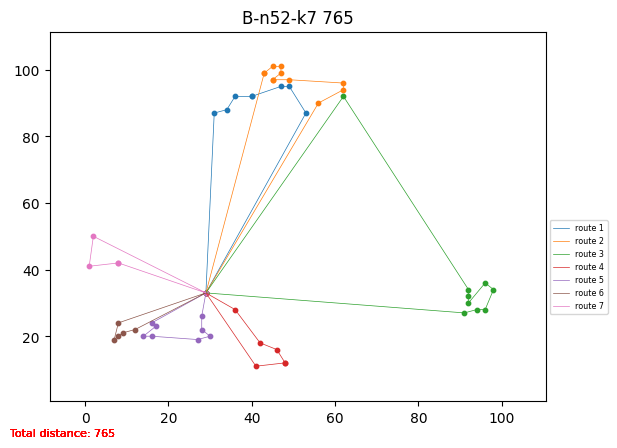 B-n52-k7 765
100
80
60
40
20
0
20
40
60
80
100
route 1
route 2
route 3
route 4
route 5
route 6
route 7
Total distance: 765